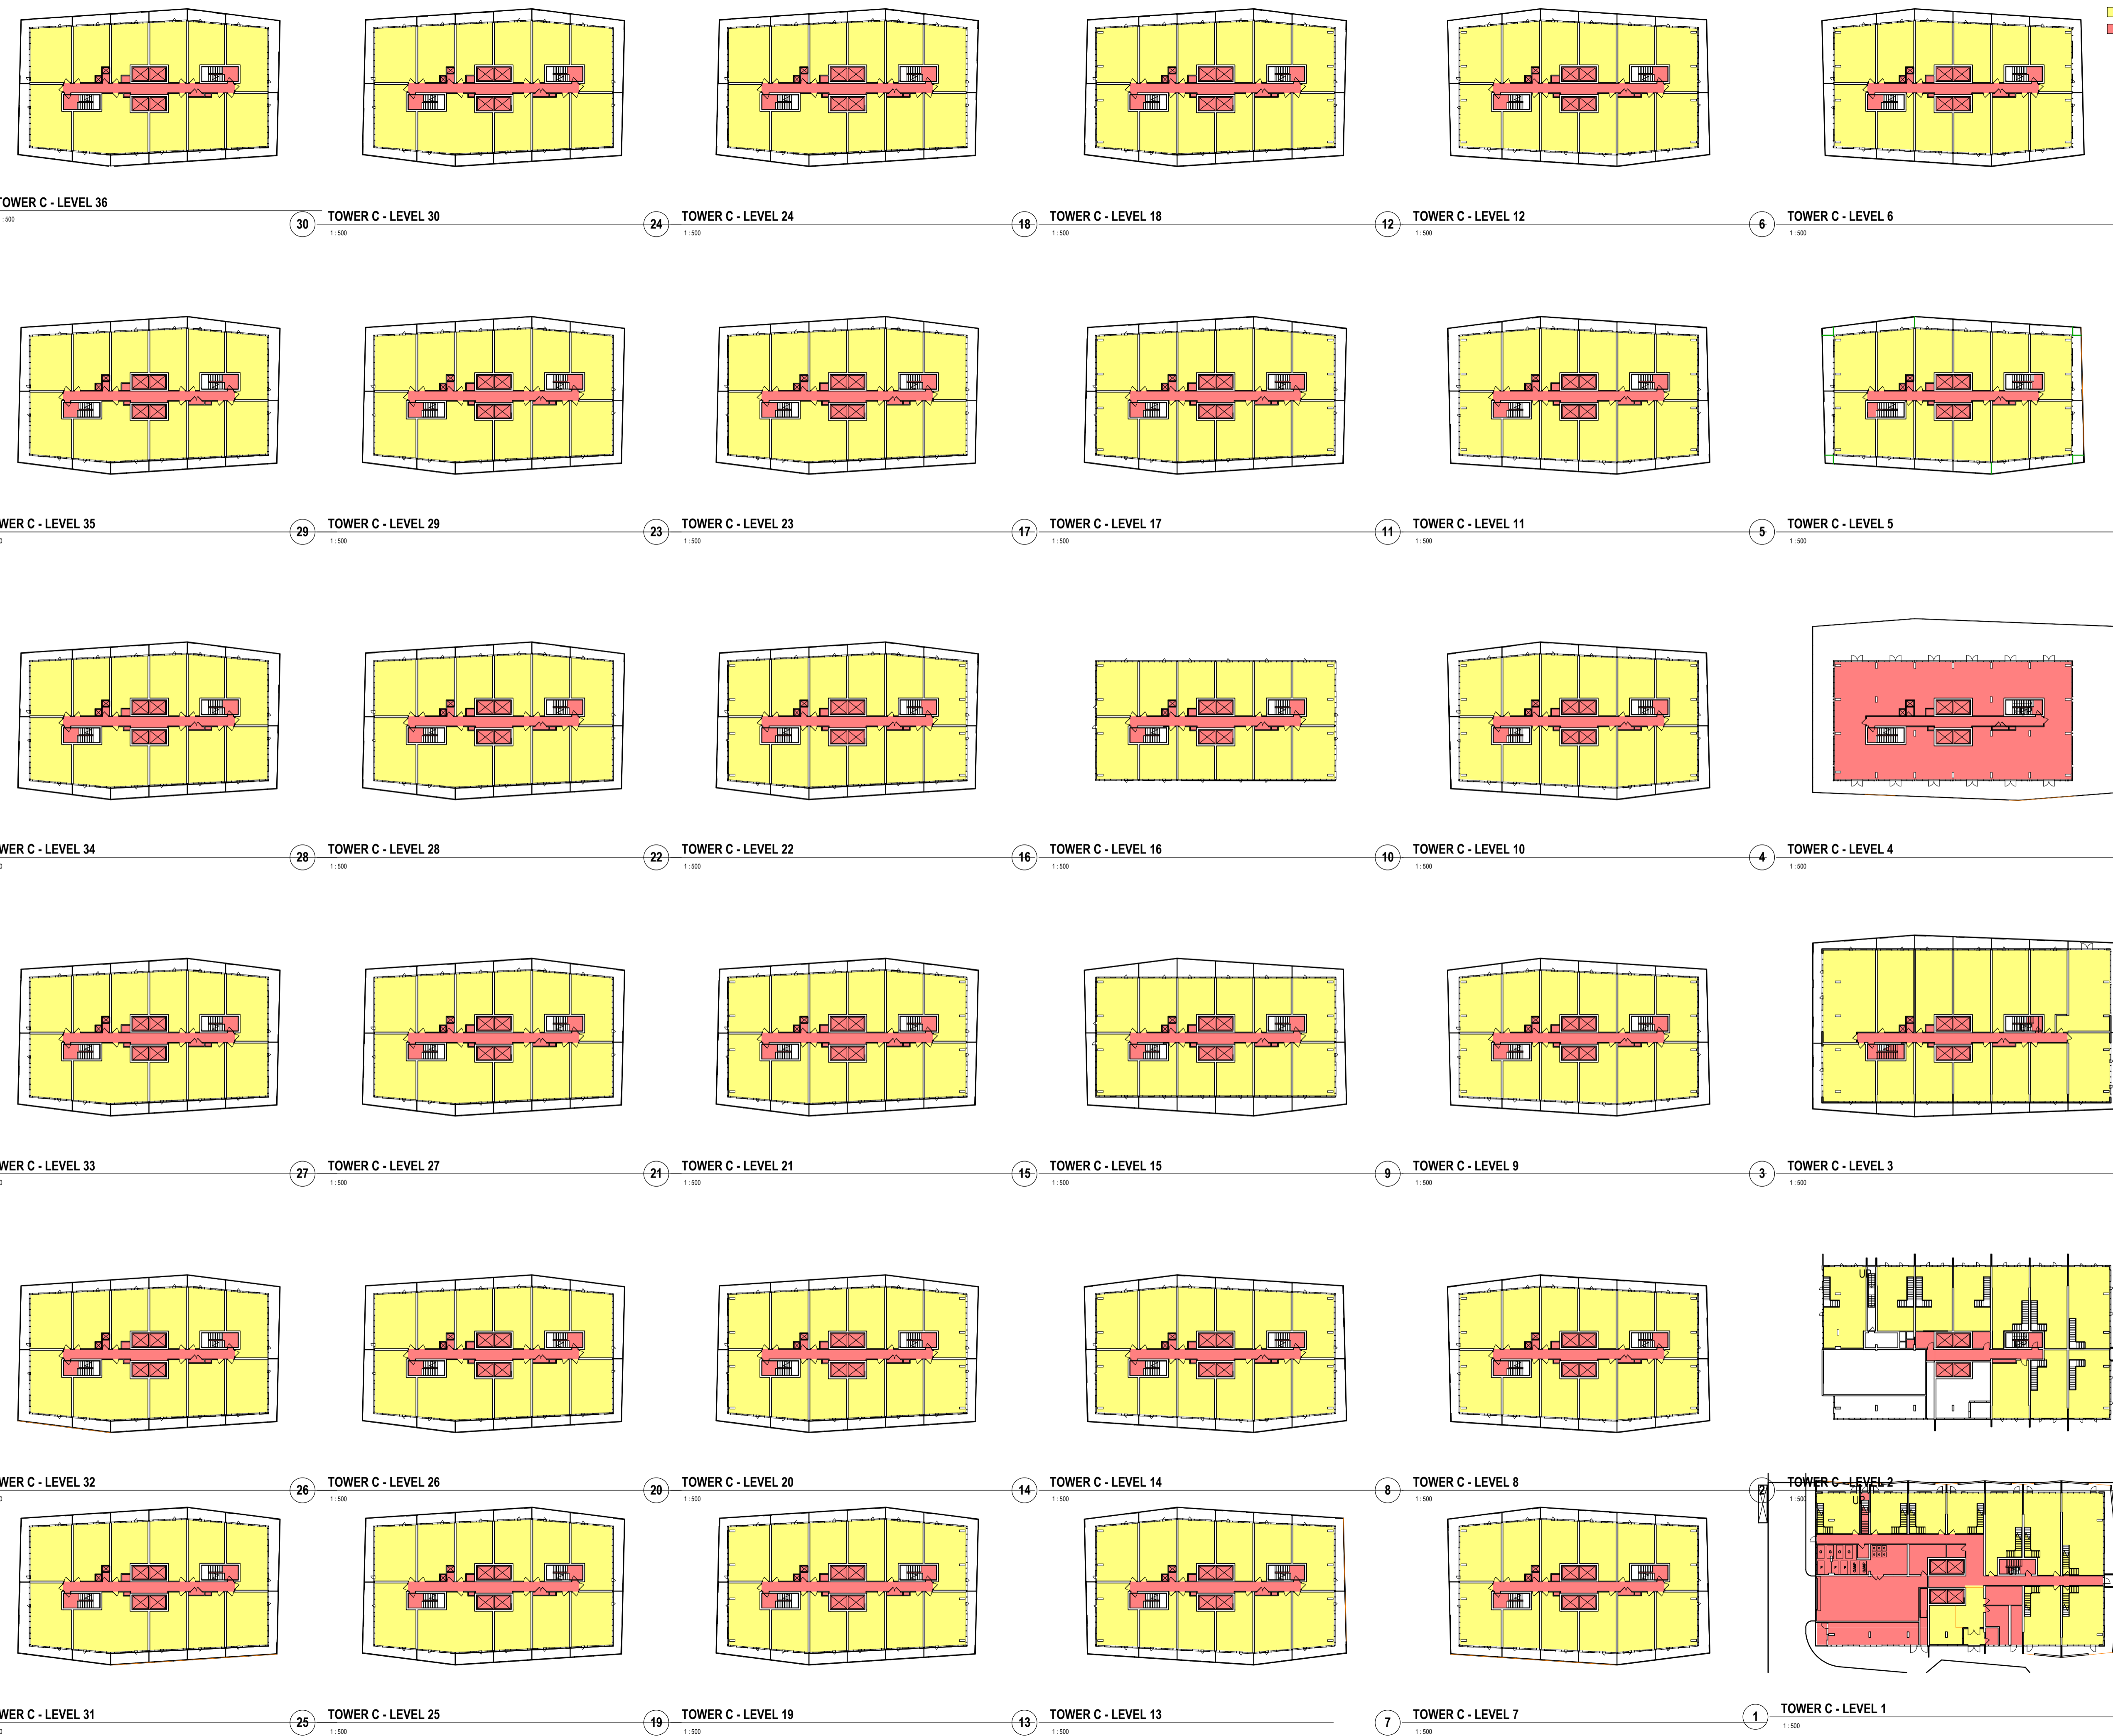 TOWER C - LEVEL 36
: 500
30 TOWER C - LEVEL 30
1 : 500
24 TOWER C - LEVEL 24
1 : 500
18 TOWER C - LEVEL 18
1 : 500
12 TOWER C - LEVEL 12
1 : 500
6 TOWER C - LEVEL 6
1 : 500
WER C - LEVEL 35
0
29 TOWER C - LEVEL 29
1 : 500
23 TOWER C - LEVEL 23
1 : 500
17 TOWER C - LEVEL 17
1 : 500
11 TOWER C - LEVEL 11
1 : 500
5 TOWER C - LEVEL 5
1 : 500
WER C - LEVEL 34
0
28 TOWER C - LEVEL 28
1 : 500
22 TOWER C - LEVEL 22
1 : 500
16 TOWER C - LEVEL 16
1 : 500
10 TOWER C - LEVEL 10
1 : 500
4 TOWER C - LEVEL 4
1 : 500
WER C - LEVEL 33
0
27 TOWER C - LEVEL 27
1 : 500
21 TOWER C - LEVEL 21
1 : 500
15 TOWER C - LEVEL 15
1 : 500
9 TOWER C - LEVEL 9
1 : 500
3 TOWER C - LEVEL 3
1 : 500
UP
WER C - LEVEL 32
0
26 TOWER C - LEVEL 26
1 : 500
20 TOWER C - LEVEL 20
1 : 500
14 TOWER C - LEVEL 14
1 : 500
8 TOWER C - LEVEL 8
1 : 500
2 TOWER C - LEVEL 2
1 : 500
UP
WER C - LEVEL 31
0
25 TOWER C - LEVEL 25
1 : 500
19 TOWER C - LEVEL 19
1 : 500
13 TOWER C - LEVEL 13
1 : 500
7 TOWER C - LEVEL 7
1 : 500
1 TOWER C - LEVEL 1
1 : 500